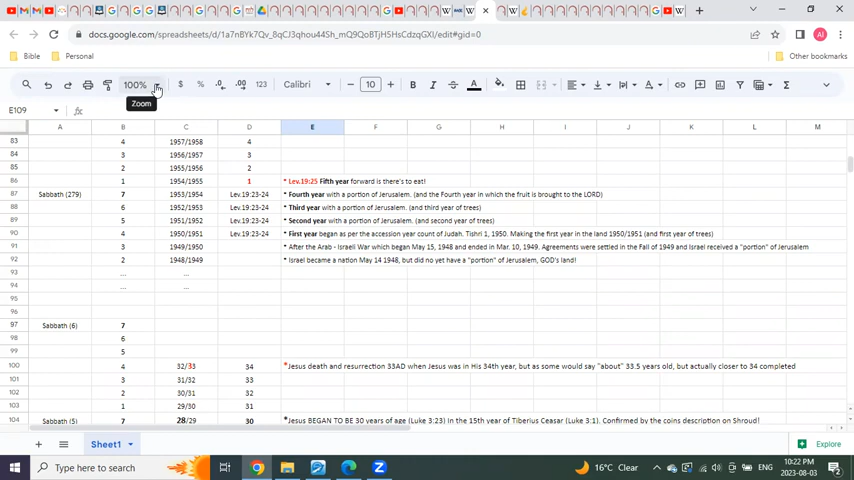 docs.google.com/spreadsheets/d/1a7nBYk7Qv_8qCJ3qhou44Sh_mQ9Qo0BTjH5HsdZqGXI/edit#gid=0
Bible Personal Other bookmarks
100% $ % .0 .00 123 Calibri 10 B I A
Zoom
E109 fx
A B C D E F G H I J K L M
83 4 1957/1958 4
84 3 1956/1957 3
85 2 1955/1956 2
86 1 1954/1955 1 * Lev.19:25 Fifth year forward is there's to eat!
87 Sabbath (279) 7 1953/1954 Lev.19:23-24 * Fourth year with a portion of Jerusalem. (and the Fourth year in which the fruit is brought to the LORD)
88 6 1952/1953 Lev.19:23-24 * Third year with a portion of Jerusalem. (and third year of trees)
89 5 1951/1952 Lev.19:23-24 * Second year with a portion of Jerusalem. (and second year of trees)
90 4 1950/1951 Lev.19:23-24 * First year began as per the accession year count of Judah. Tishri 1, 1950. Making the first year in the land 1950/1951 (and first year of trees)
91 3 1949/1950 * After the Arab - Israeli War which began May 15, 1948 and ended in Mar. 10, 1949. Agreements were settled in the Fall of 1949 and Israel received a "portion" of Jerusalem
92 2 1948/1949 * Israel became a nation May 14 1948, but did no yet have a "portion" of Jerusalem, GOD's land!
93 ... ...
94 ... ...
95
96
97 Sabbath (6) 7
98 6
99 5
100 4 32/33 34 *Jesus death and resurrection 33AD when Jesus was in His 34th year, but as some would say "about" 33.5 years old, but actually closer to 34 completed
101 3 31/32 33
102 2 30/31 32
103 1 29/30 31
104 Sabbath (5) 7 28/29 30 *Jesus BEGAN TO BE 30 years of age (Luke 3:23) In the 15th year of Tiberius Ceasar (Luke 3:1). Confirmed by the coins description on Shroud!
Sheet1 Explore
Type here to search 16°C Clear ENG 10:22 PM
2023-08-03